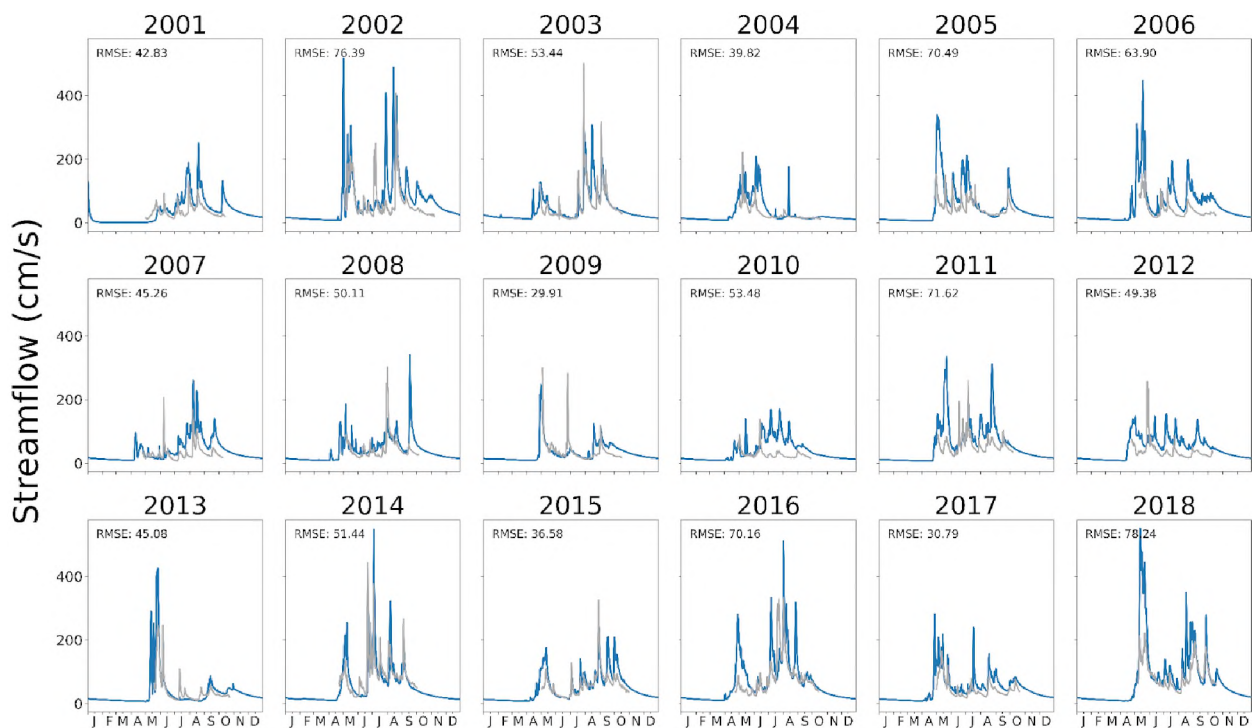 2001 2002 2003 2004 2005 2006
RMSE: 42.83 RMSE: 76.39 RMSE: 53.44 RMSE: 39.82 RMSE: 70.49 RMSE: 63.90
400
200
0
2007 2008 2009 2010 2011 2012
RMSE: 45.26 RMSE: 50.11 RMSE: 29.91 RMSE: 53.48 RMSE: 71.62 RMSE: 49.38
400
200
0
Streamflow (cm/s)
2013 2014 2015 2016 2017 2018
RMSE: 45.08 RMSE: 51.44 RMSE: 36.58 RMSE: 70.16 RMSE: 30.79 RMSE: 78.24
400
200
0
J F M A M J J A S O N D J F M A M J J A S O N D J F M A M J J A S O N D J F M A M J J A S O N D J F M A M J J A S O N D J F M A M J J A S O N D